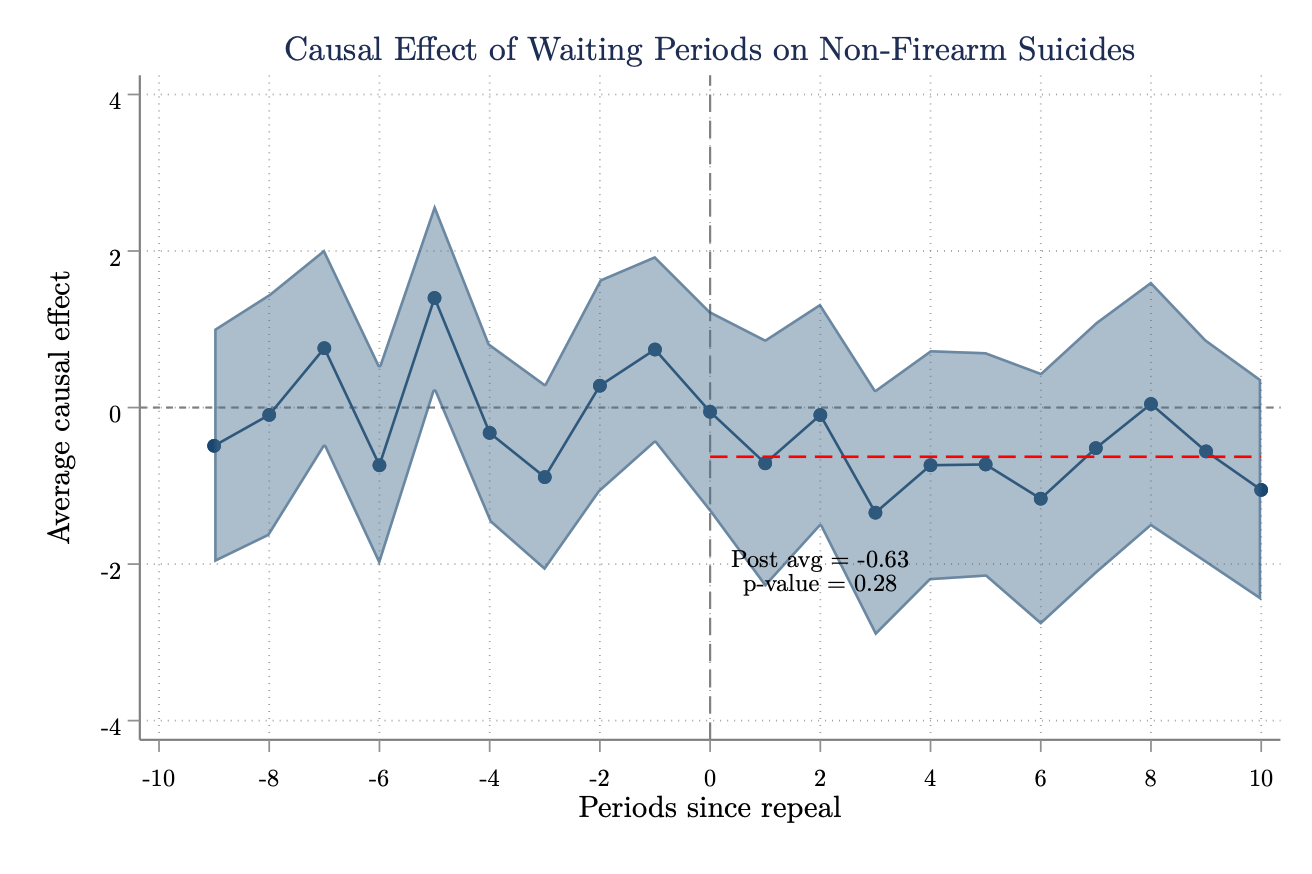 Causal Effect of Waiting Periods on Non-Firearm Suicides
4
2
0
-2
-4
Average causal effect
Post avg = -0.63
p-value = 0.28
-10 -8 -6 -4 -2 0 2 4 6 8 10
Periods since repeal